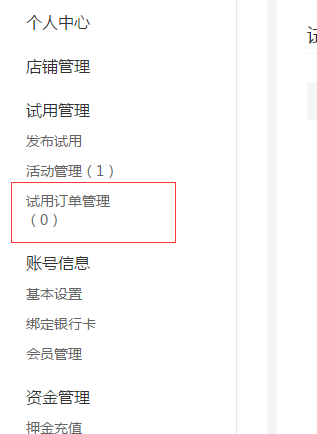 个人中心
店铺管理
试用管理
发布试用
活动管理（1）
试用订单管理
（0）
账号信息
基本设置
绑定银行卡
会员管理
资金管理
押金充值